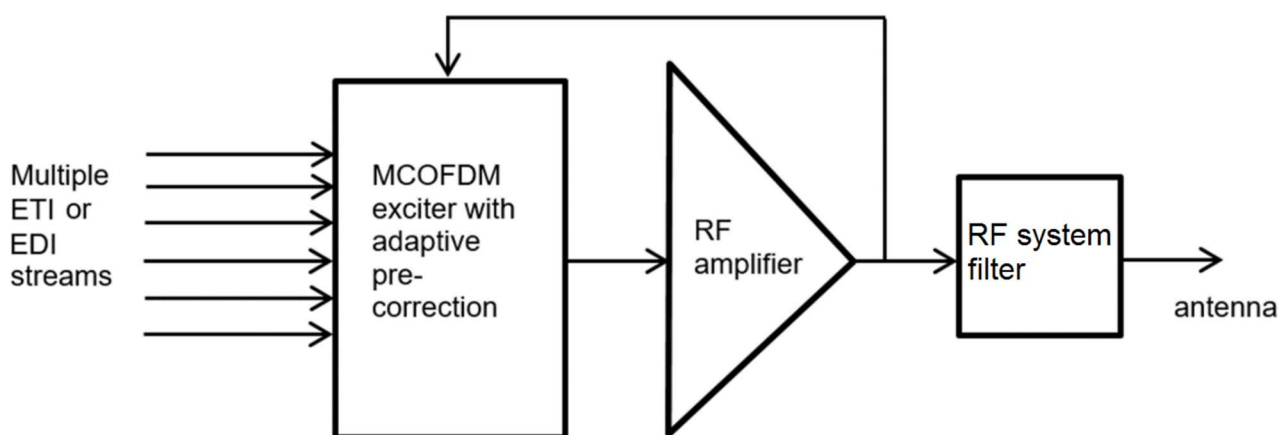 Multiple
ETI or
EDI
streams
MCOFDM
exciter with
adaptive
pre-
correction
RF
amplifier
RF system
filter
antenna